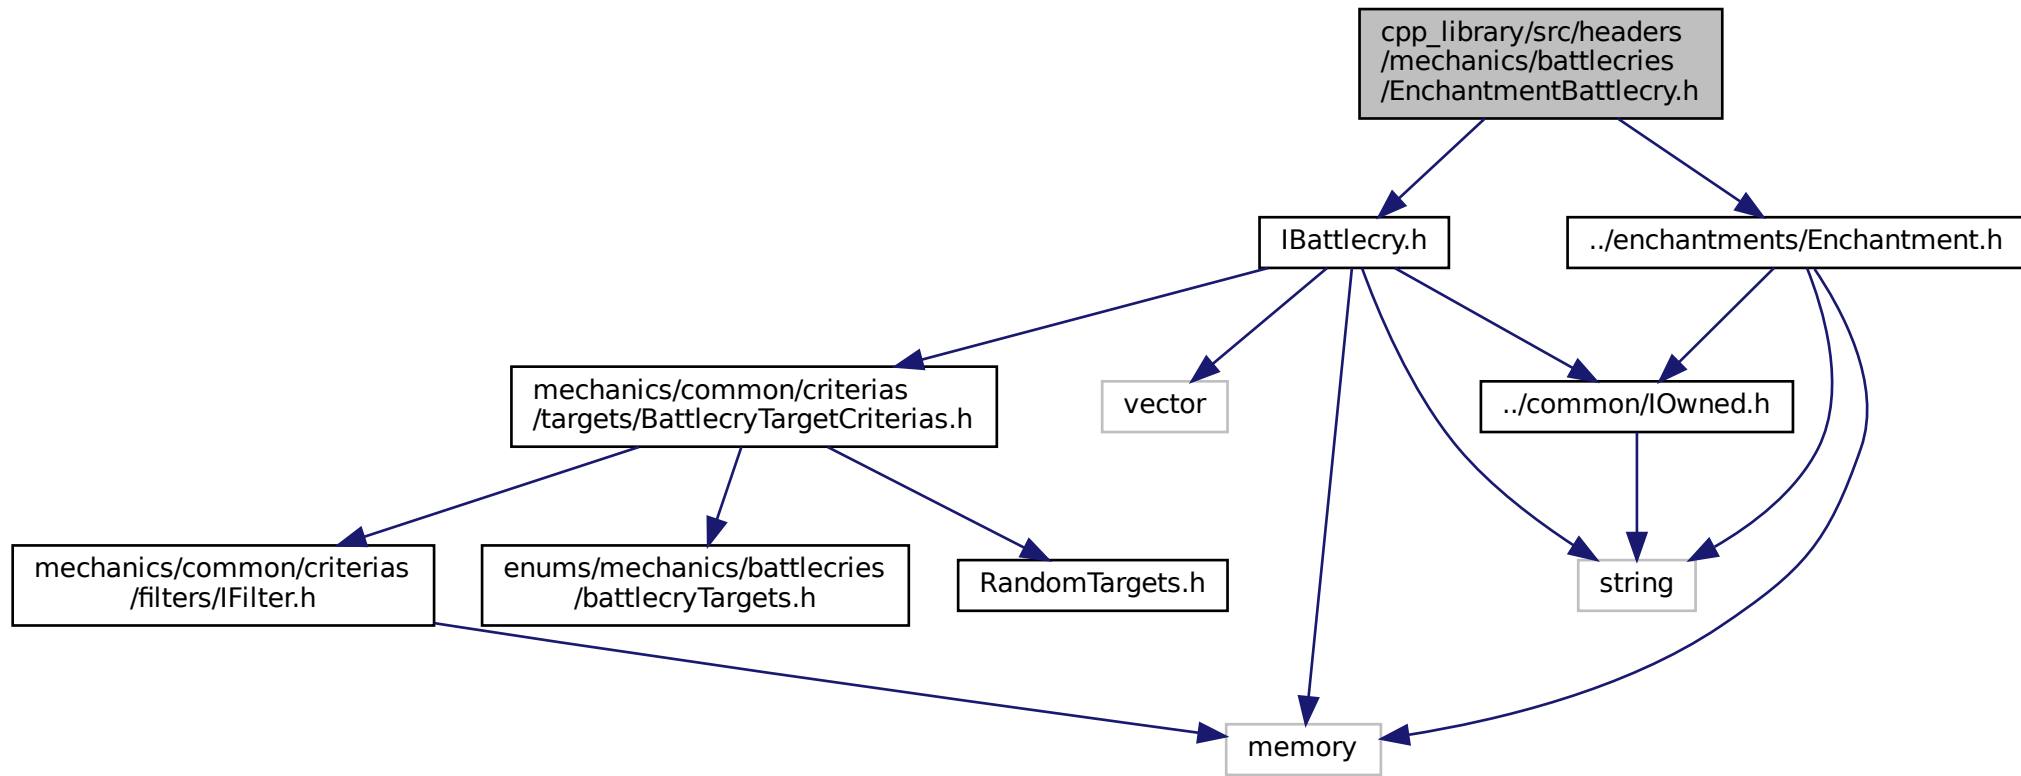 cpp_library/src/headers
/mechanics/battlecries
/EnchantmentBattlecry.h
IBattlecry.h
../enchantments/Enchantment.h
mechanics/common/criterias
/targets/BattlecryTargetCriterias.h
vector
../common/IOwned.h
mechanics/common/criterias
/filters/IFilter.h
enums/mechanics/battlecries
/battlecryTargets.h
RandomTargets.h
string
memory